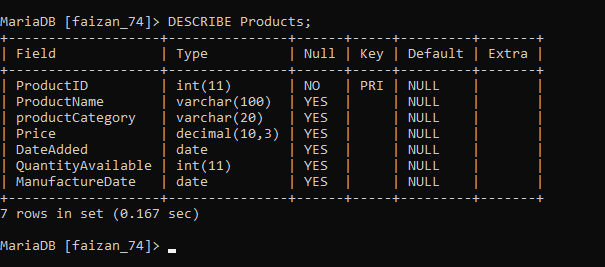 MariaDB [faizan_74]> DESCRIBE Products;
+-------------------+---------------+------+-----+---------+-------+
| Field             | Type          | Null | Key | Default | Extra |
+-------------------+---------------+------+-----+---------+-------+
| ProductID         | int(11)       | NO   | PRI | NULL    |       |
| ProductName       | varchar(100)  | YES  |     | NULL    |       |
| productCategory   | varchar(20)   | YES  |     | NULL    |       |
| Price             | decimal(10,3) | YES  |     | NULL    |       |
| DateAdded         | date          | YES  |     | NULL    |       |
| QuantityAvailable | int(11)       | YES  |     | NULL    |       |
| ManufactureDate   | date          | YES  |     | NULL    |       |
+-------------------+---------------+------+-----+---------+-------+
7 rows in set (0.167 sec)
MariaDB [faizan_74]>